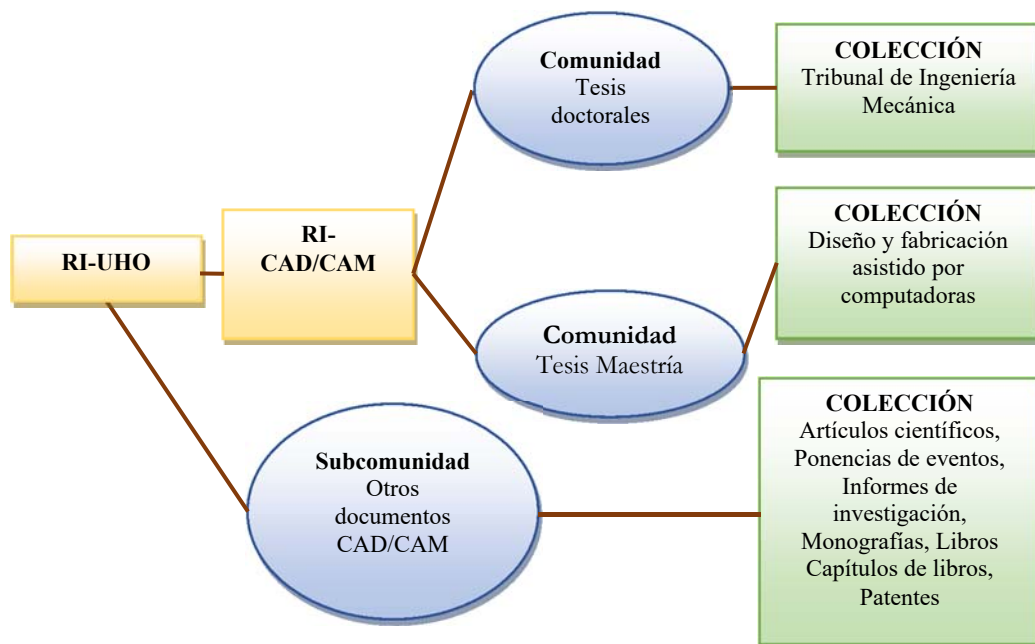 Comunidad
Tesis
doctorales
COLECCIÓN
Tribunal de Ingeniería
Mecánica
RI-UHO
RI-
CAD/CAM
COLECCIÓN
Diseño y fabricación
asistido por
computadoras
Comunidad
Tesis Maestría
Subcomunidad
Otros
documentos
CAD/CAM
COLECCIÓN
Artículos científicos,
Ponencias de eventos,
Informes de
investigación,
Monografías, Libros
Capítulos de libros,
Patentes